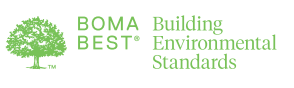 BOMA
BEST®
Building
Environmental
Standards
™